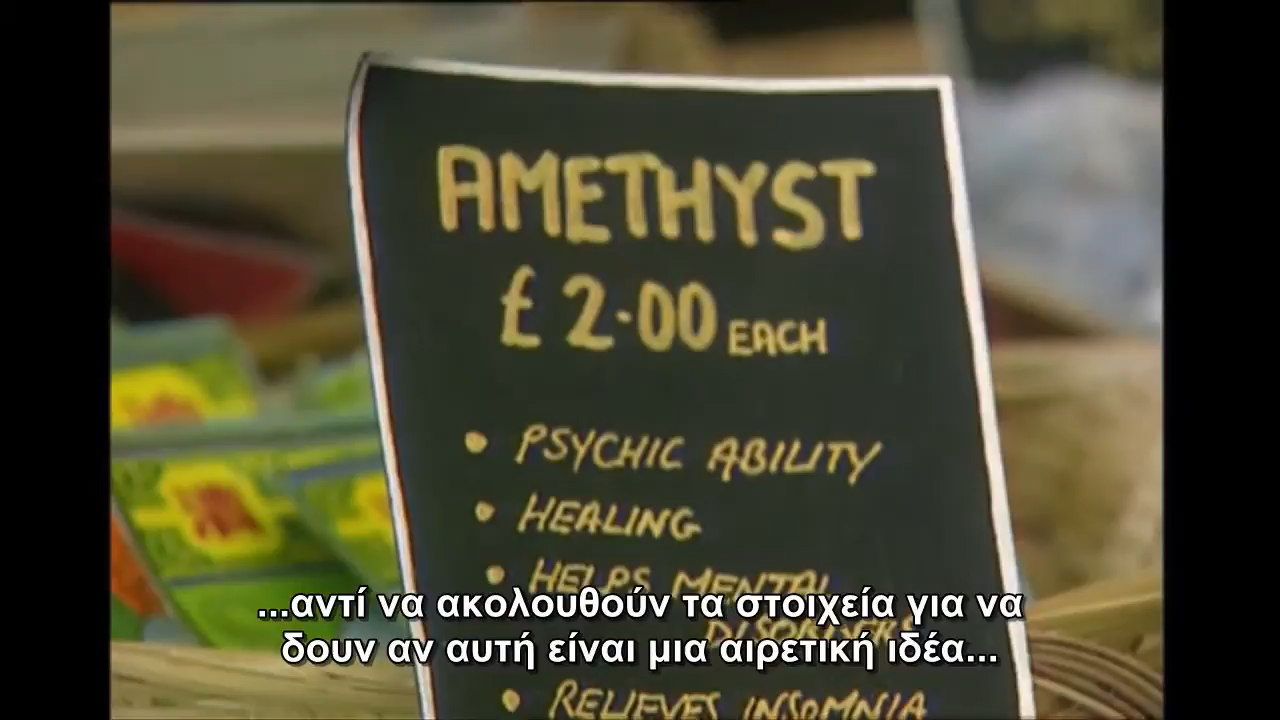 AMETHYST
£2.00 EACH
• PSYCHIC ABILITY
• HEALING
• HELPS MENTAL
DISORDERS
• RELIEVES INSOMNIA
...αντί να ακολουθούν τα στοιχεία για να
δουν αν αυτή είναι μια αιρετική ιδέα...